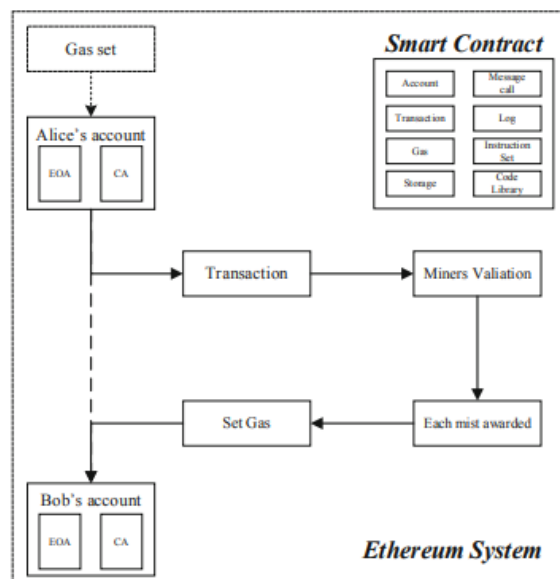 Gas set
Smart Contract
Account
Message
call
Transaction
Log
Gas
Instruction
Set
Storage
Code
Library
Alice's account
EOA
CA
Transaction
Miners Valiation
Set Gas
Each mist awarded
Bob's account
EOA
CA
Ethereum System